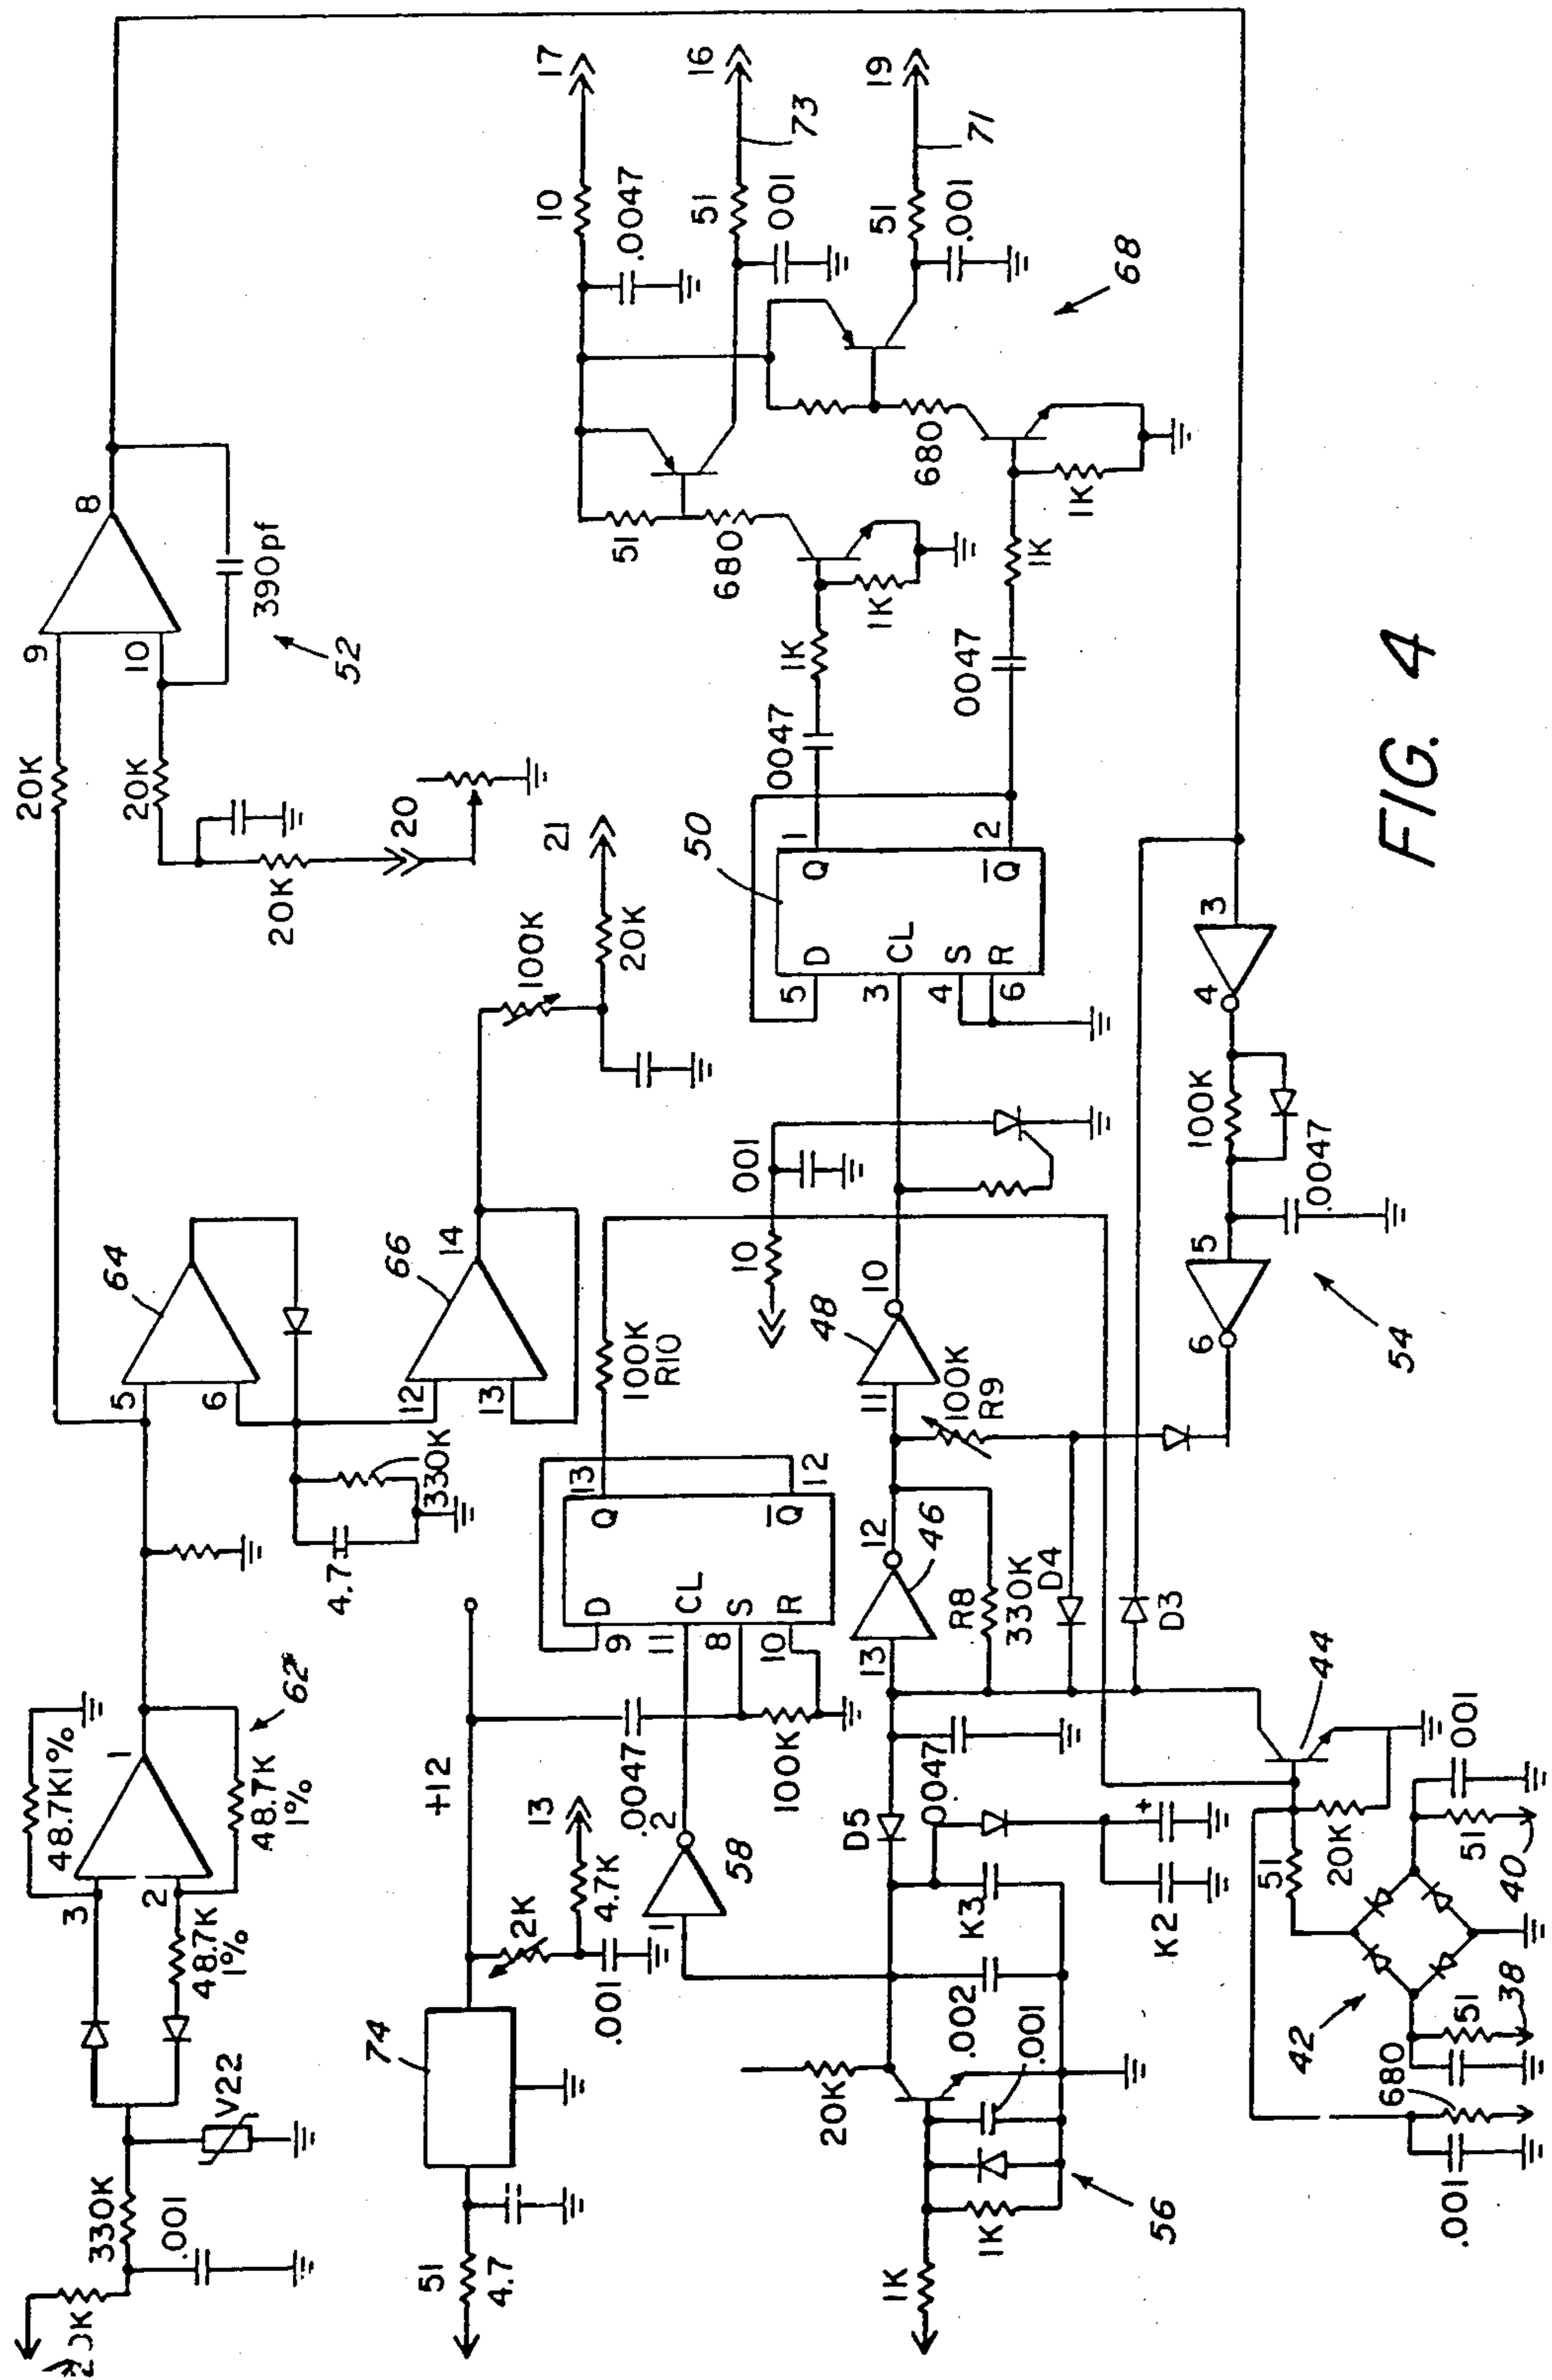 8
9
10
390pf
52
20K
20K
20K
20
17
10
.0047
16
51
001
73
19
51
.001
71
68
51
680
1K
1K
680
1K
1K
0047
0047
50
D
Q
CL
S
R
Q
5
3
4
6
1
2
21
100K
20K
64
5
6
66
12
13
14
4.7
330K
62
1
2
3
48.7K1%
48.7K
1%
48.7K
1%
V22
330K
.001
74
+12
51
4.7
2K
13
4.7K
.001
.0047
100K
58
1
2
D
Q
CL
S
R
Q
9
11
8
10
13
12
100K
R10
10
001
48
11
10
100K
R9
46
13
12
R8
330K
D4
D3
D5
.0047
K3
K2
+
.002
.001
20K
1K
1K
56
3
4
100K
.0047
5
6
54
44
51
20K
42
51
40
001
51
38
680
.001
FIG. 4